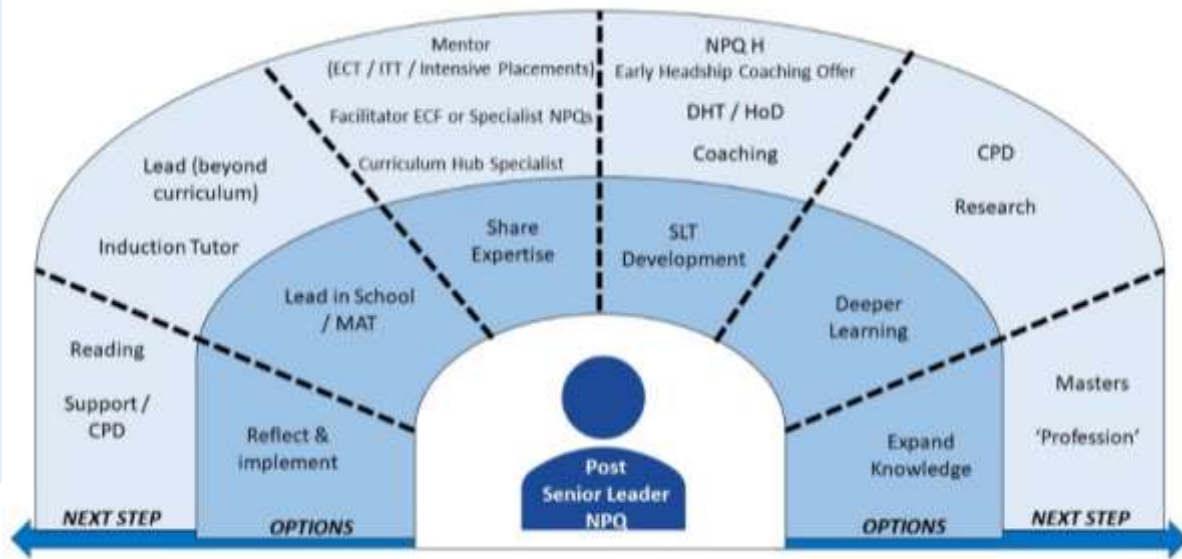 Mentor
(ECT / ITT / Intensive Placements)
Facilitator ECF or Specialist NPQs
Curriculum Hub Specialist
NPQ H
Early Headship Coaching Offer
DHT / HoD
Coaching
Lead (beyond
curriculum)
Induction Tutor
CPD
Research
Share
Expertise
SLT
Development
Lead in School
/ MAT
Deeper
Learning
Reading
Support /
CPD
Reflect &
implement
Expand
Knowledge
Masters
‘Profession’
Post
Senior Leader
NPQ
NEXT STEP
OPTIONS
OPTIONS
NEXT STEP